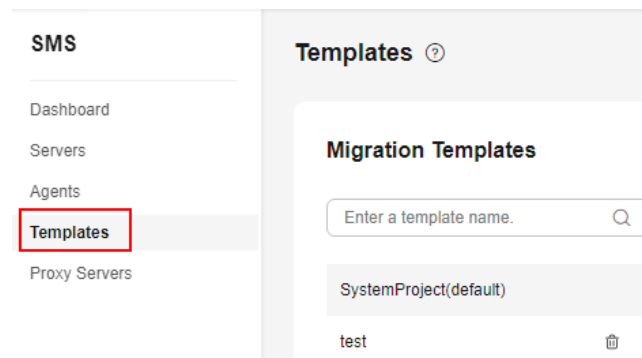 SMS
Dashboard
Servers
Agents
Templates
Proxy Servers
Templates
Migration Templates
Enter a template name.
SystemProject(default)
test